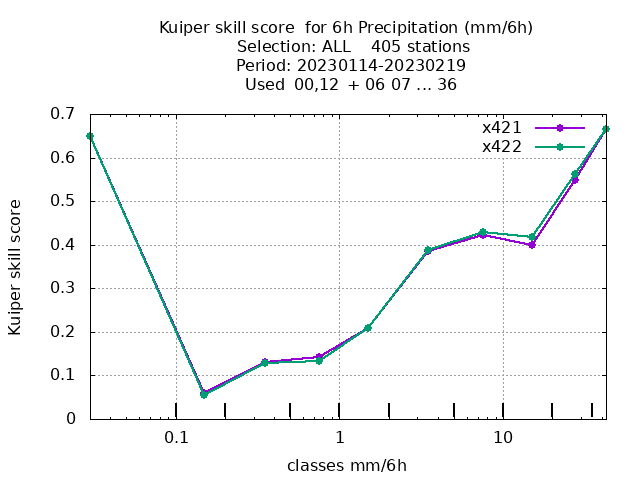 Kuiper skill score  for 6h Precipitation (mm/6h)
Selection: ALL    405 stations
Period: 20230114-20230219
Used  00,12  + 06 07 ... 36
x421
x422
0.7
0.6
0.5
0.4
0.3
0.2
0.1
0
Kuiper skill score
0.1 1 10
classes mm/6h